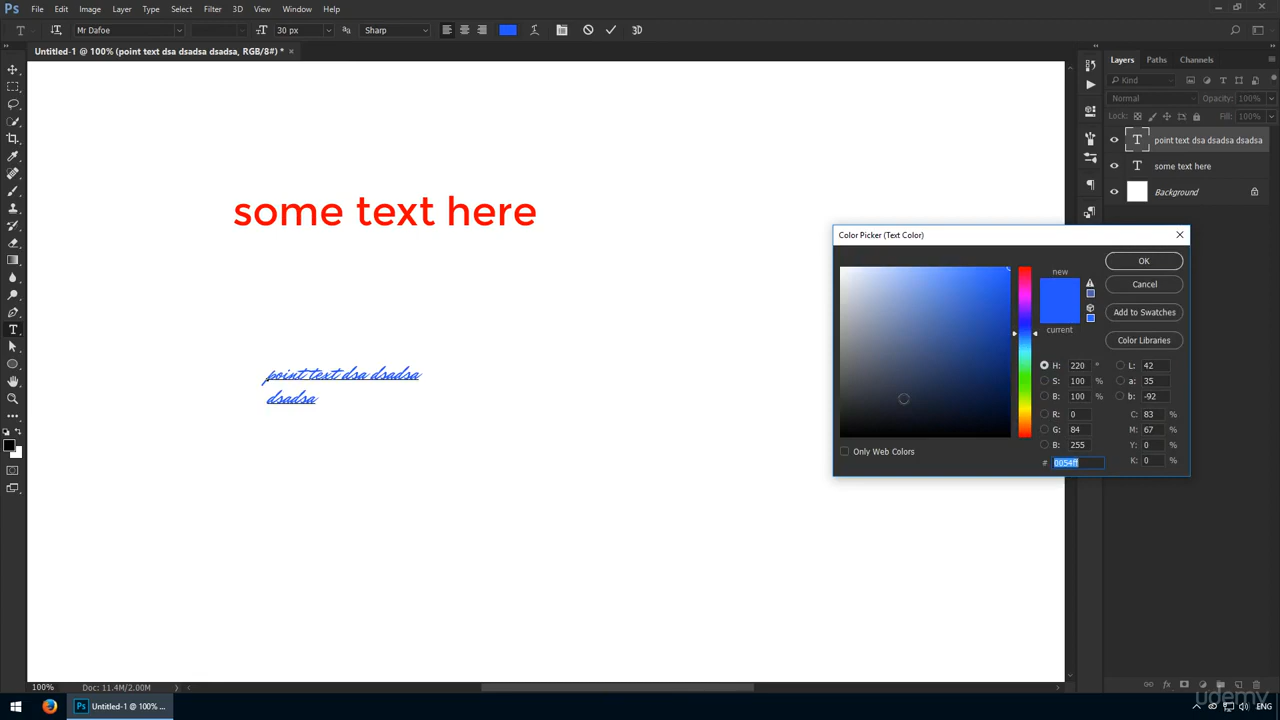 Ps File Edit Image Layer Type Select Filter 3D View Window Help
T Mr Dafoe 30 px aa Sharp 3D
Untitled-1 @ 100% (point text dsa dsadsa dsadsa, RGB/8#) * ×
Layers Paths Channels
Kind
Normal Opacity: 100%
Lock: Fill: 100%
T point text dsa dsadsa dsadsa
T some text here
Background
some text here
point text dsa dsadsa
dsadsa
Color Picker (Text Color)
new
current
OK
Cancel
Add to Swatches
Color Libraries
H: 220 ° L: 42
S: 100 % a: 35
B: 100 % b: -92
R: 0 C: 83 %
G: 84 M: 67 %
B: 255 Y: 0 %
# 0054ff K: 0 %
Only Web Colors
100% Doc: 11.4M/2.00M
Ps Untitled-1 @ 100% ...
ENG
udemy